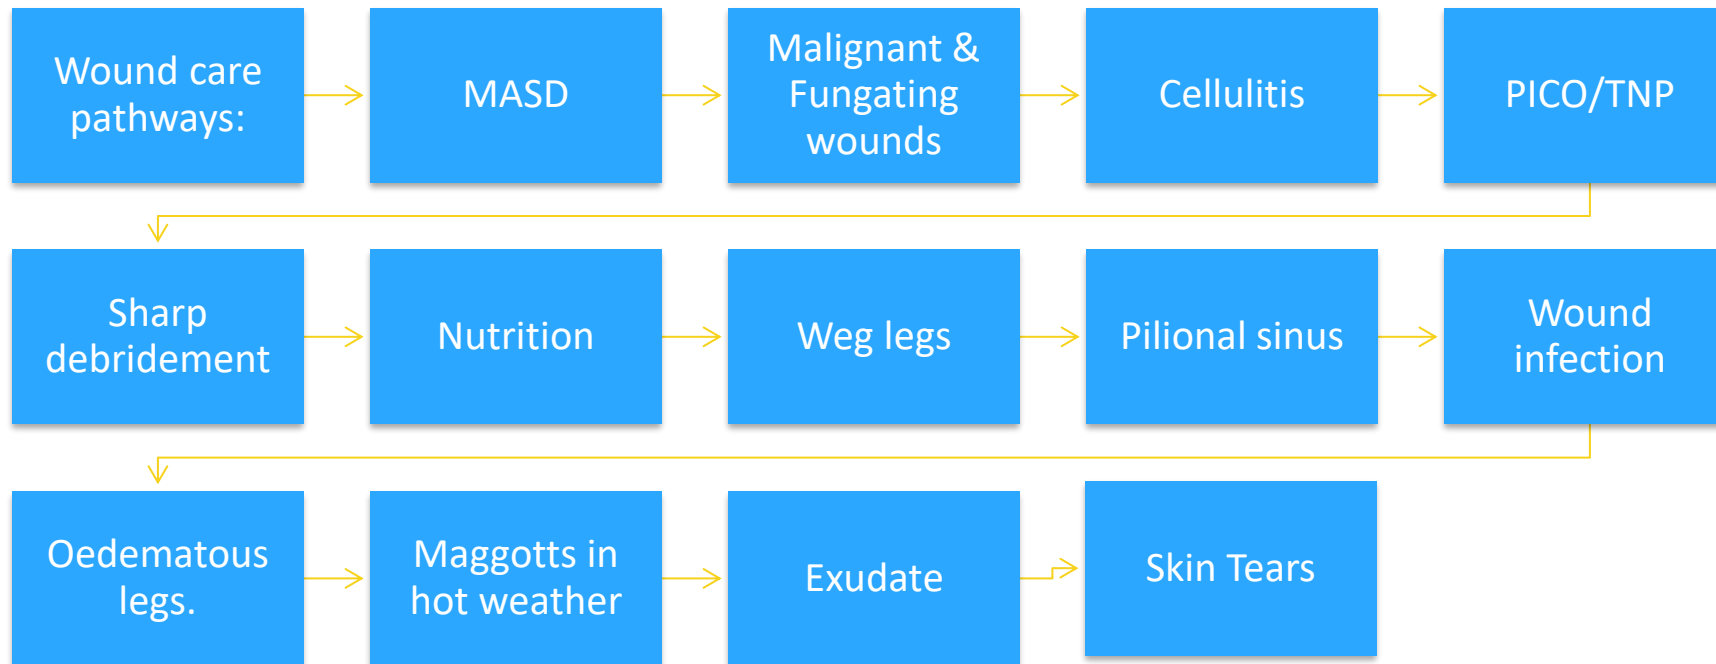 Wound care
pathways:
MASD
Malignant &
Fungating
wounds
Cellulitis
PICO/TNP
Sharp
debridement
Nutrition
Weg legs
Pilional sinus
Wound
infection
Oedematous
legs.
Maggotts in
hot weather
Exudate
Skin Tears